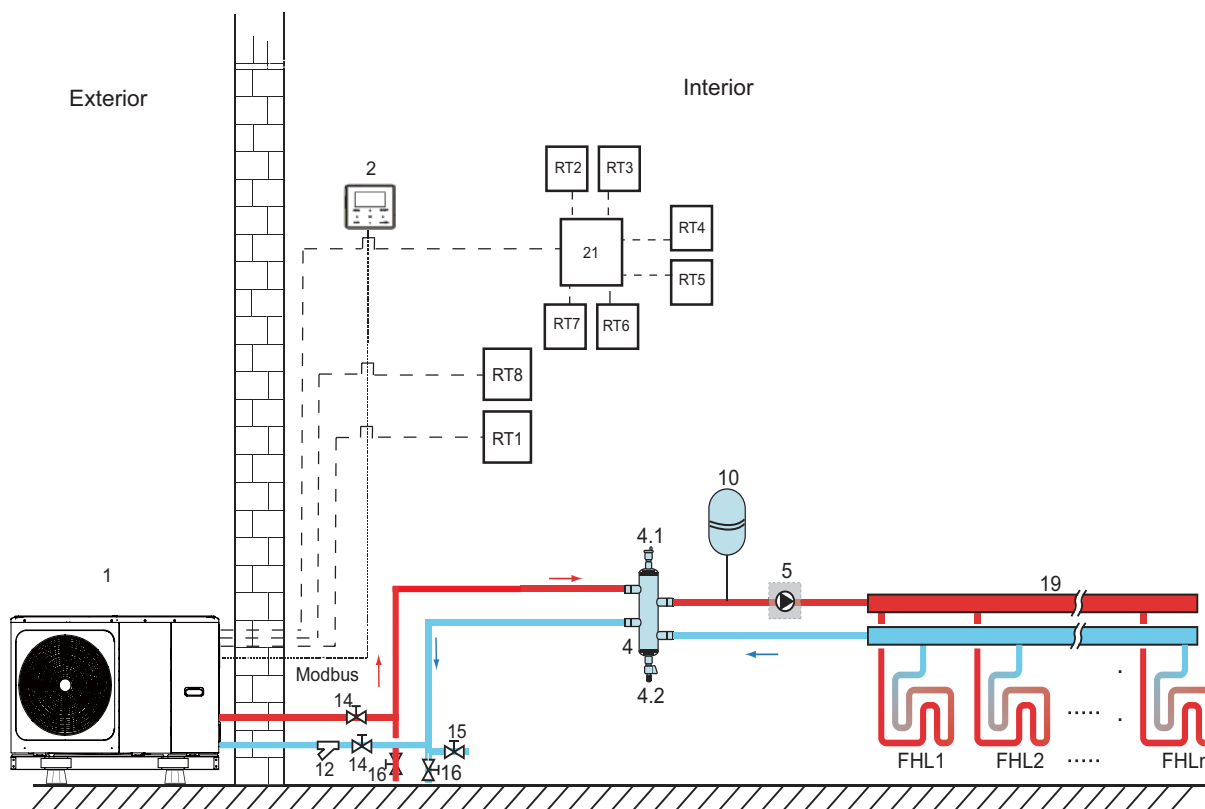 Exterior
Interior
2
RT2
RT3
RT4
21
RT5
RT7
RT6
RT8
RT1
10
4.1
1
5
19
4
Modbus
4.2
14
15
12
14
16
16
.
.....
.
FHL1
FHL2
.....
FHLn